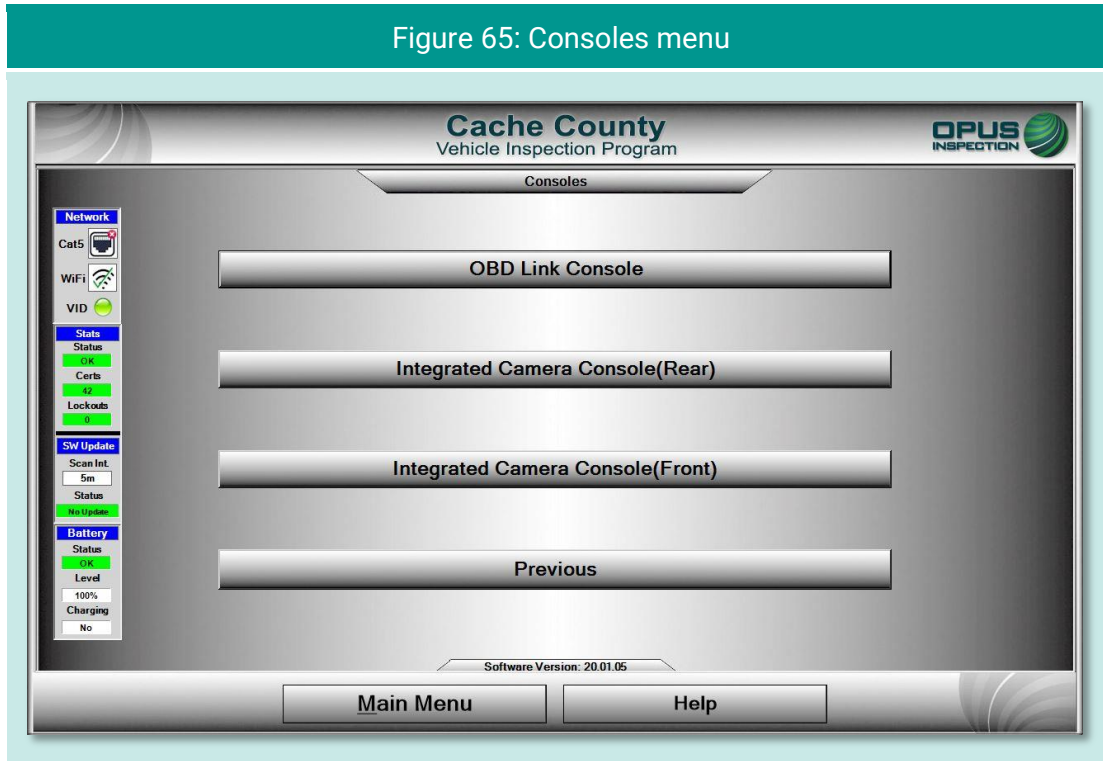 Figure 65: Consoles menu
Cache County
Vehicle Inspection Program
OPUS
INSPECTION
Consoles
Network
Cat5
WiFi
VID
Stats
Status
OK
Certs
42
Lockouts
0
SW Update
Scan Int.
5m
Status
No Update
Battery
Status
OK
Level
100%
Charging
No
OBD Link Console
Integrated Camera Console(Rear)
Integrated Camera Console(Front)
Previous
Software Version: 20.01.05
Main Menu
Help